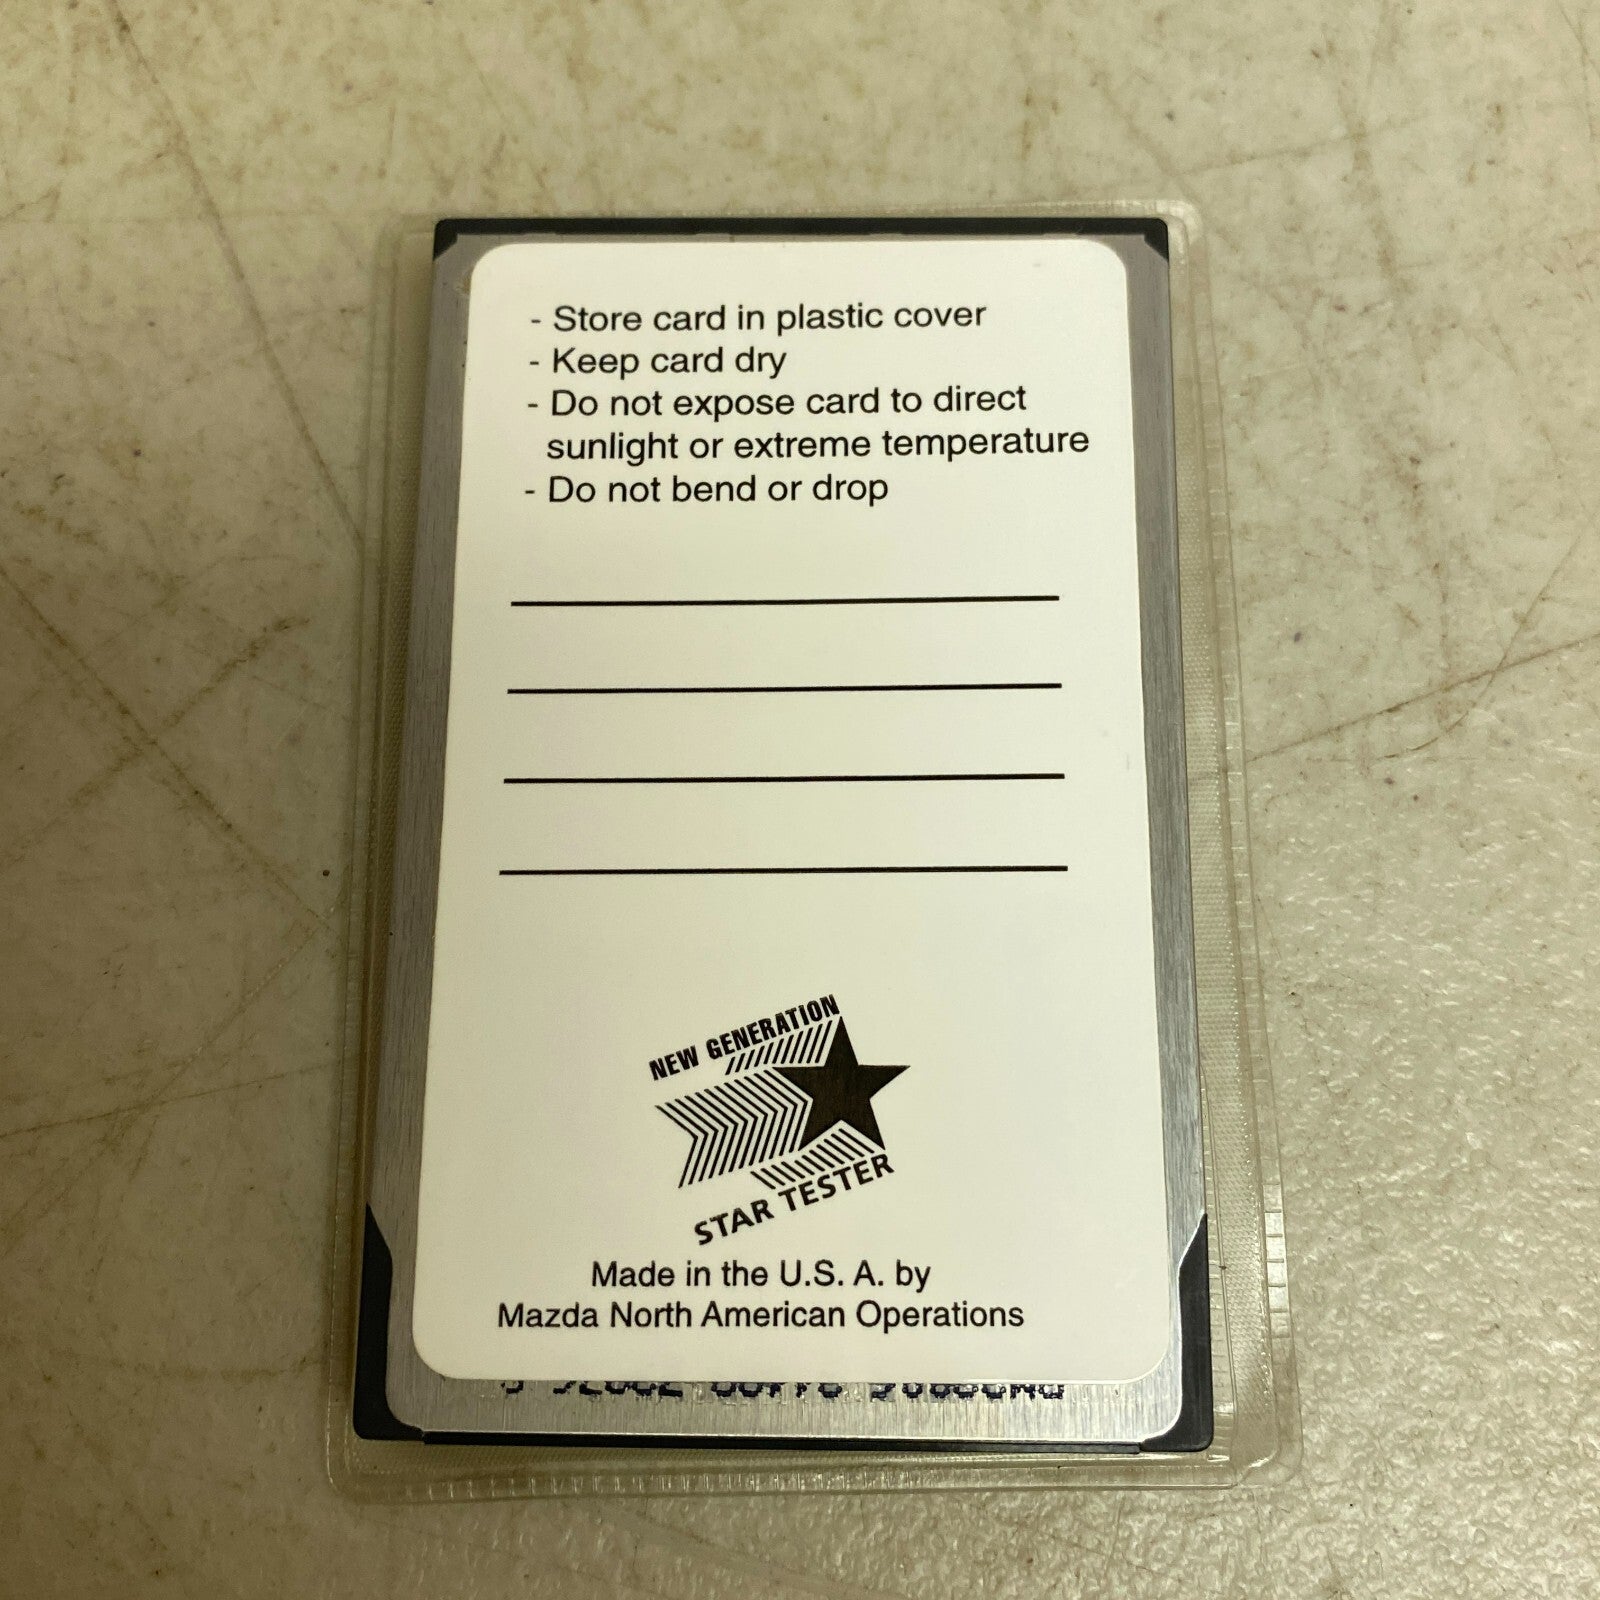 - Store card in plastic cover
- Keep card dry
- Do not expose card to direct
sunlight or extreme temperature
- Do not bend or drop
NEW GENERATION
STAR TESTER
Made in the U.S. A. by
Mazda North American Operations